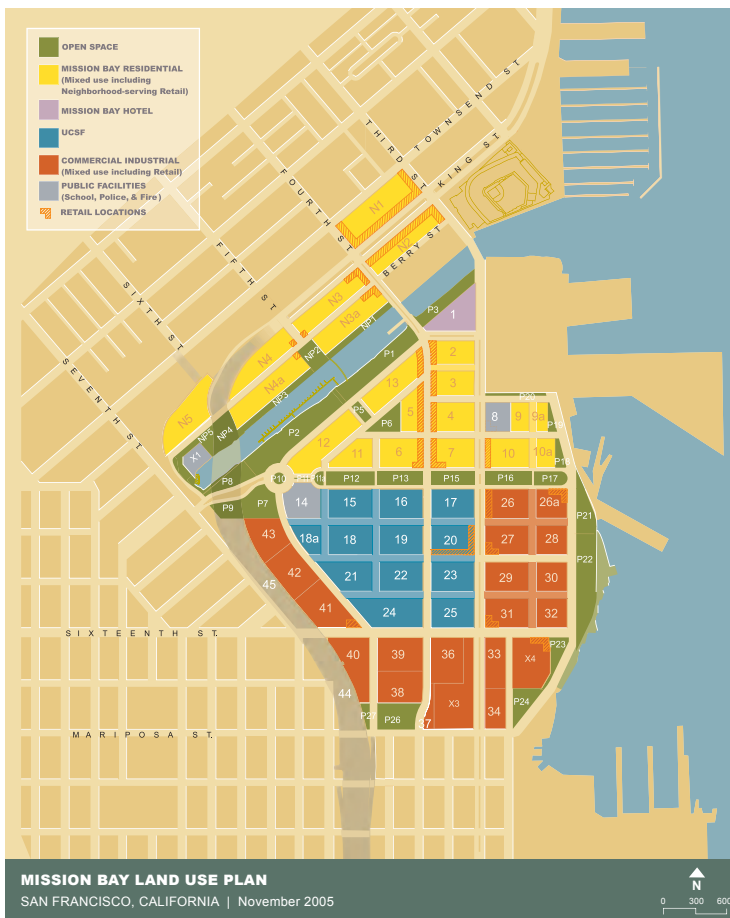 OPEN SPACE
MISSION BAY RESIDENTIAL
(Mixed use including
Neighborhood-serving Retail)
MISSION BAY HOTEL
UCSF
COMMERCIAL INDUSTRIAL
(Mixed use including Retail)
PUBLIC FACILITIES
(School, Police, & Fire)
RETAIL LOCATIONS
TOWNSEND ST.
THIRD ST.
KING ST.
FOURTH ST.
BERRY ST
FIFTH ST
SIXTH ST.
SEVENTH ST.
N1
N2
N3
N3a
NP1
P3
1
N4
NP2
N4a
NP3
P1
2
3
13
5
4
8
9
9a
P19
N5
NP5
NP4
X1
P2
P5
P6
12
11
6
7
10
10a
P18
P8
P10
P12
P13
P15
P16
P17
P9
P7
14
15
16
17
26
26a
P21
43
18a
18
19
20
27
28
P22
45
42
21
22
23
29
30
41
24
25
31
32
SIXTEENTH ST.
40
39
36
33
X4
P23
44
38
X3
34
P24
P27
P26
37
MARIPOSA ST.
MISSION BAY LAND USE PLAN
SAN FRANCISCO, CALIFORNIA | November 2005
N
0 300 600